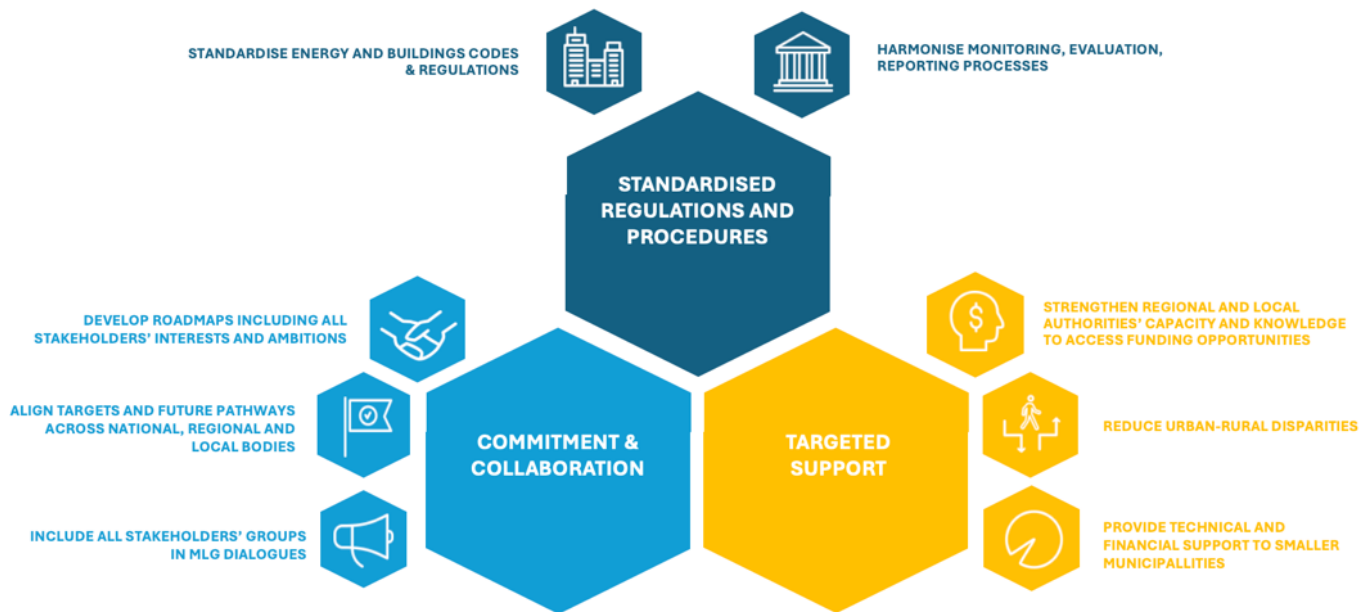 STANDARDISE ENERGY AND BUILDINGS CODES
& REGULATIONS
HARMONISE MONITORING, EVALUATION,
REPORTING PROCESSES
STANDARDISED
REGULATIONS AND
PROCEDURES
DEVELOP ROADMAPS INCLUDING ALL
STAKEHOLDERS' INTERESTS AND AMBITIONS
ALIGN TARGETS AND FUTURE PATHWAYS
ACROSS NATIONAL, REGIONAL AND
LOCAL BODIES
INCLUDE ALL STAKEHOLDERS' GROUPS
IN MLG DIALOGUES
COMMITMENT &
COLLABORATION
TARGETED
SUPPORT
$
STRENGTHEN REGIONAL AND LOCAL
AUTHORITIES' CAPACITY AND KNOWLEDGE
TO ACCESS FUNDING OPPORTUNITIES
REDUCE URBAN-RURAL DISPARITIES
PROVIDE TECHNICAL AND
FINANCIAL SUPPORT TO SMALLER
MUNICIPALLITIES